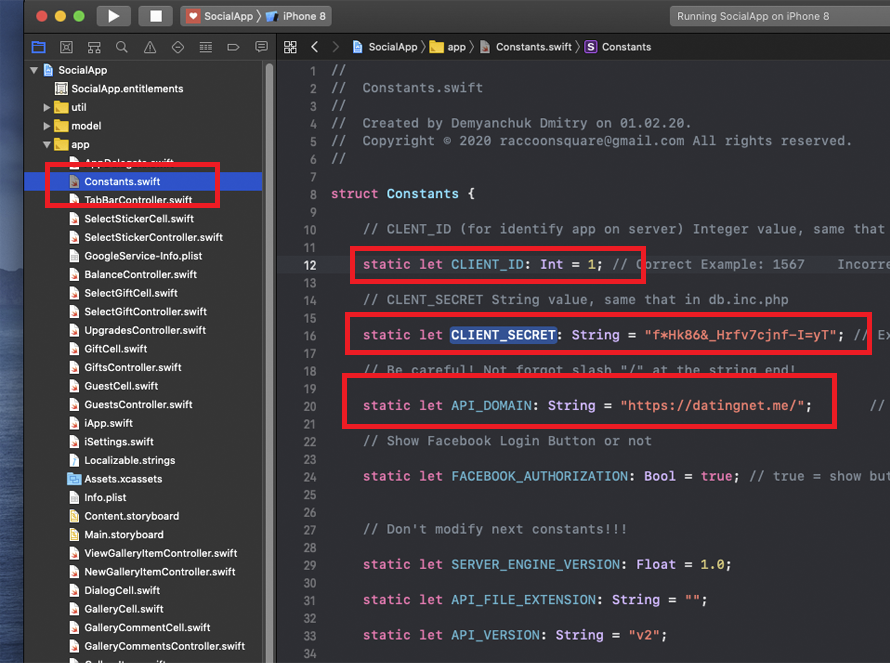 SocialApp 〉 iPhone 8
Running SocialApp on iPhone 8
SocialApp 〉 app 〉 Constants.swift 〉 S Constants
SocialApp
SocialApp.entitlements
util
model
app
AppDelegate.swift
Constants.swift
TabBarController.swift
SelectStickerCell.swift
SelectStickerController.swift
GoogleService-Info.plist
BalanceController.swift
SelectGiftCell.swift
SelectGiftController.swift
UpgradesController.swift
GiftCell.swift
GiftsController.swift
GuestCell.swift
GuestsController.swift
iApp.swift
iSettings.swift
Localizable.strings
Assets.xcassets
Info.plist
Content.storyboard
Main.storyboard
ViewGalleryItemController.swift
NewGalleryItemController.swift
DialogCell.swift
GalleryCell.swift
GalleryCommentCell.swift
GalleryCommentsController.swift
1 //
2 //  Constants.swift
3 //
4 //  Created by Demyanchuk Dmitry on 01.02.20.
5 //  Copyright © 2020 raccoonsquare@gmail.com All rights reserved.
6 //
7
8 struct Constants {
9
10 // CLENT_ID (for identify app on server) Integer value, same that
11
12 static let CLIENT_ID: Int = 1; // Correct Example: 1567    Incorre
13
14 // CLENT_SECRET String value, same that in db.inc.php
15
16 static let CLIENT_SECRET: String = "f*Hk86&_Hrfv7cjnf-I=yT"; // Ex
17
18 // Be careful! Not forgot slash "/" at the string end!
19
20 static let API_DOMAIN: String = "https://datingnet.me/"; //
21
22 // Show Facebook Login Button or not
23
24 static let FACEBOOK_AUTHORIZATION: Bool = true; // true = show but
25
26
27 // Don't modify next constants!!!
28
29 static let SERVER_ENGINE_VERSION: Float = 1.0;
30
31 static let API_FILE_EXTENSION: String = "";
32
33 static let API_VERSION: String = "v2";
34